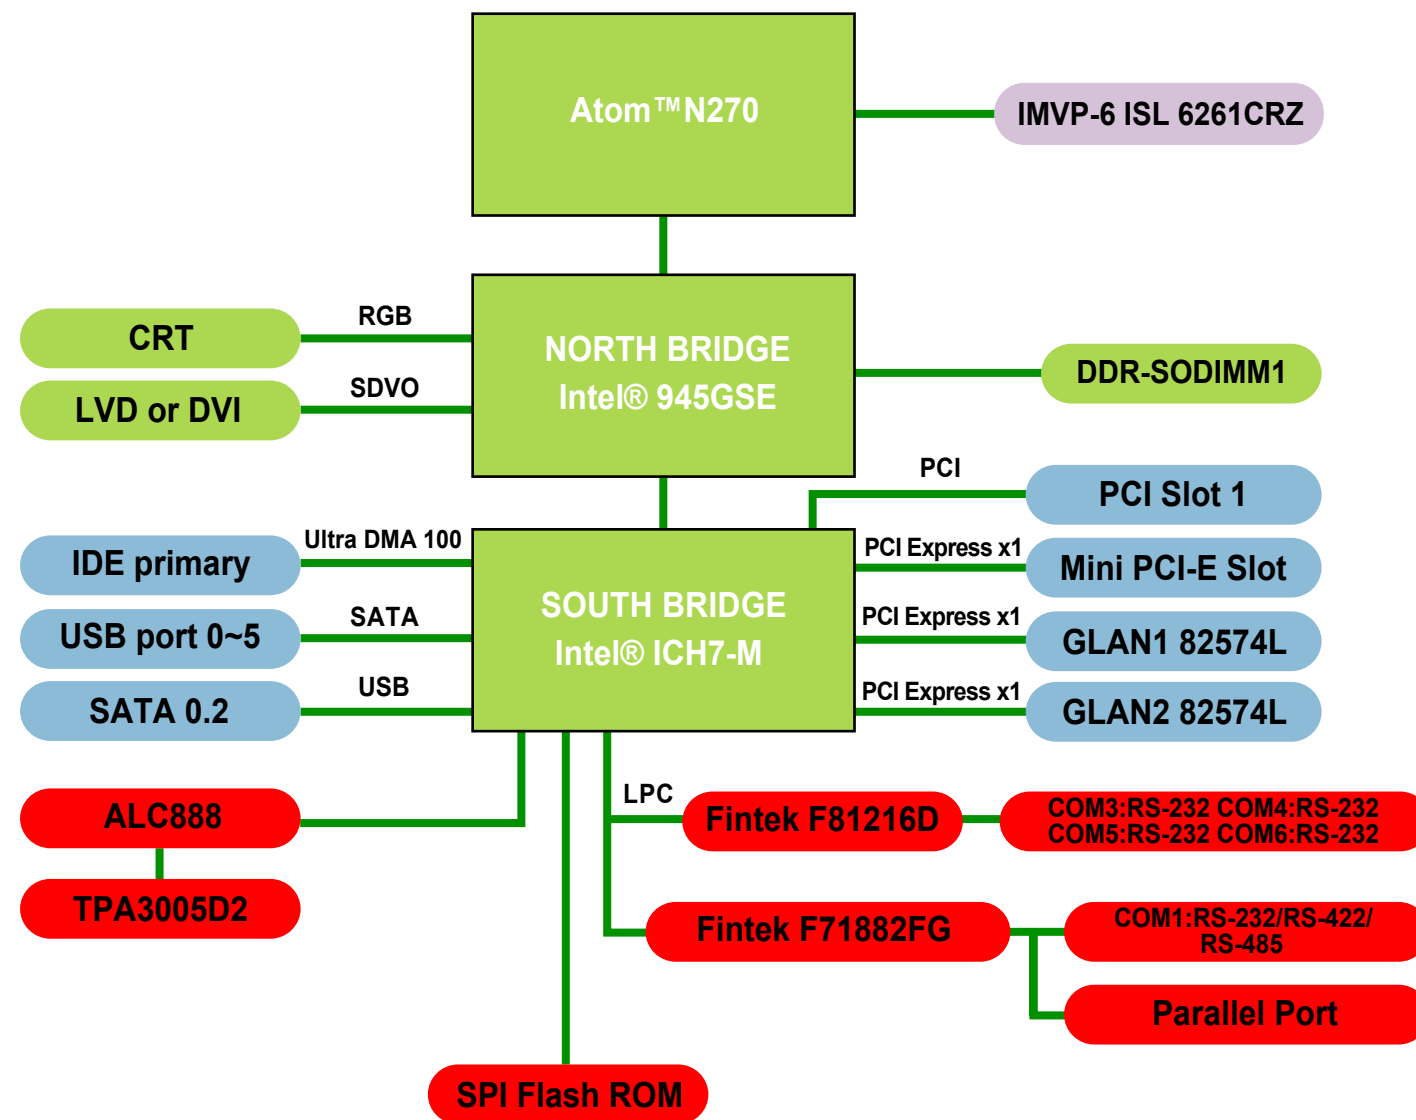 Atom™N270
IMVP-6 ISL 6261CRZ
RGB
CRT
NORTH BRIDGE
Intel® 945GSE
DDR-SODIMM1
SDVO
LVD or DVI
PCI
PCI Slot 1
Ultra DMA 100
IDE primary
PCI Express x1
Mini PCI-E Slot
SOUTH BRIDGE
Intel® ICH7-M
SATA
USB port 0~5
PCI Express x1
GLAN1 82574L
USB
SATA 0.2
PCI Express x1
GLAN2 82574L
ALC888
LPC
Fintek F81216D
COM3:RS-232 COM4:RS-232
COM5:RS-232 COM6:RS-232
TPA3005D2
Fintek F71882FG
COM1:RS-232/RS-422/
RS-485
Parallel Port
SPI Flash ROM